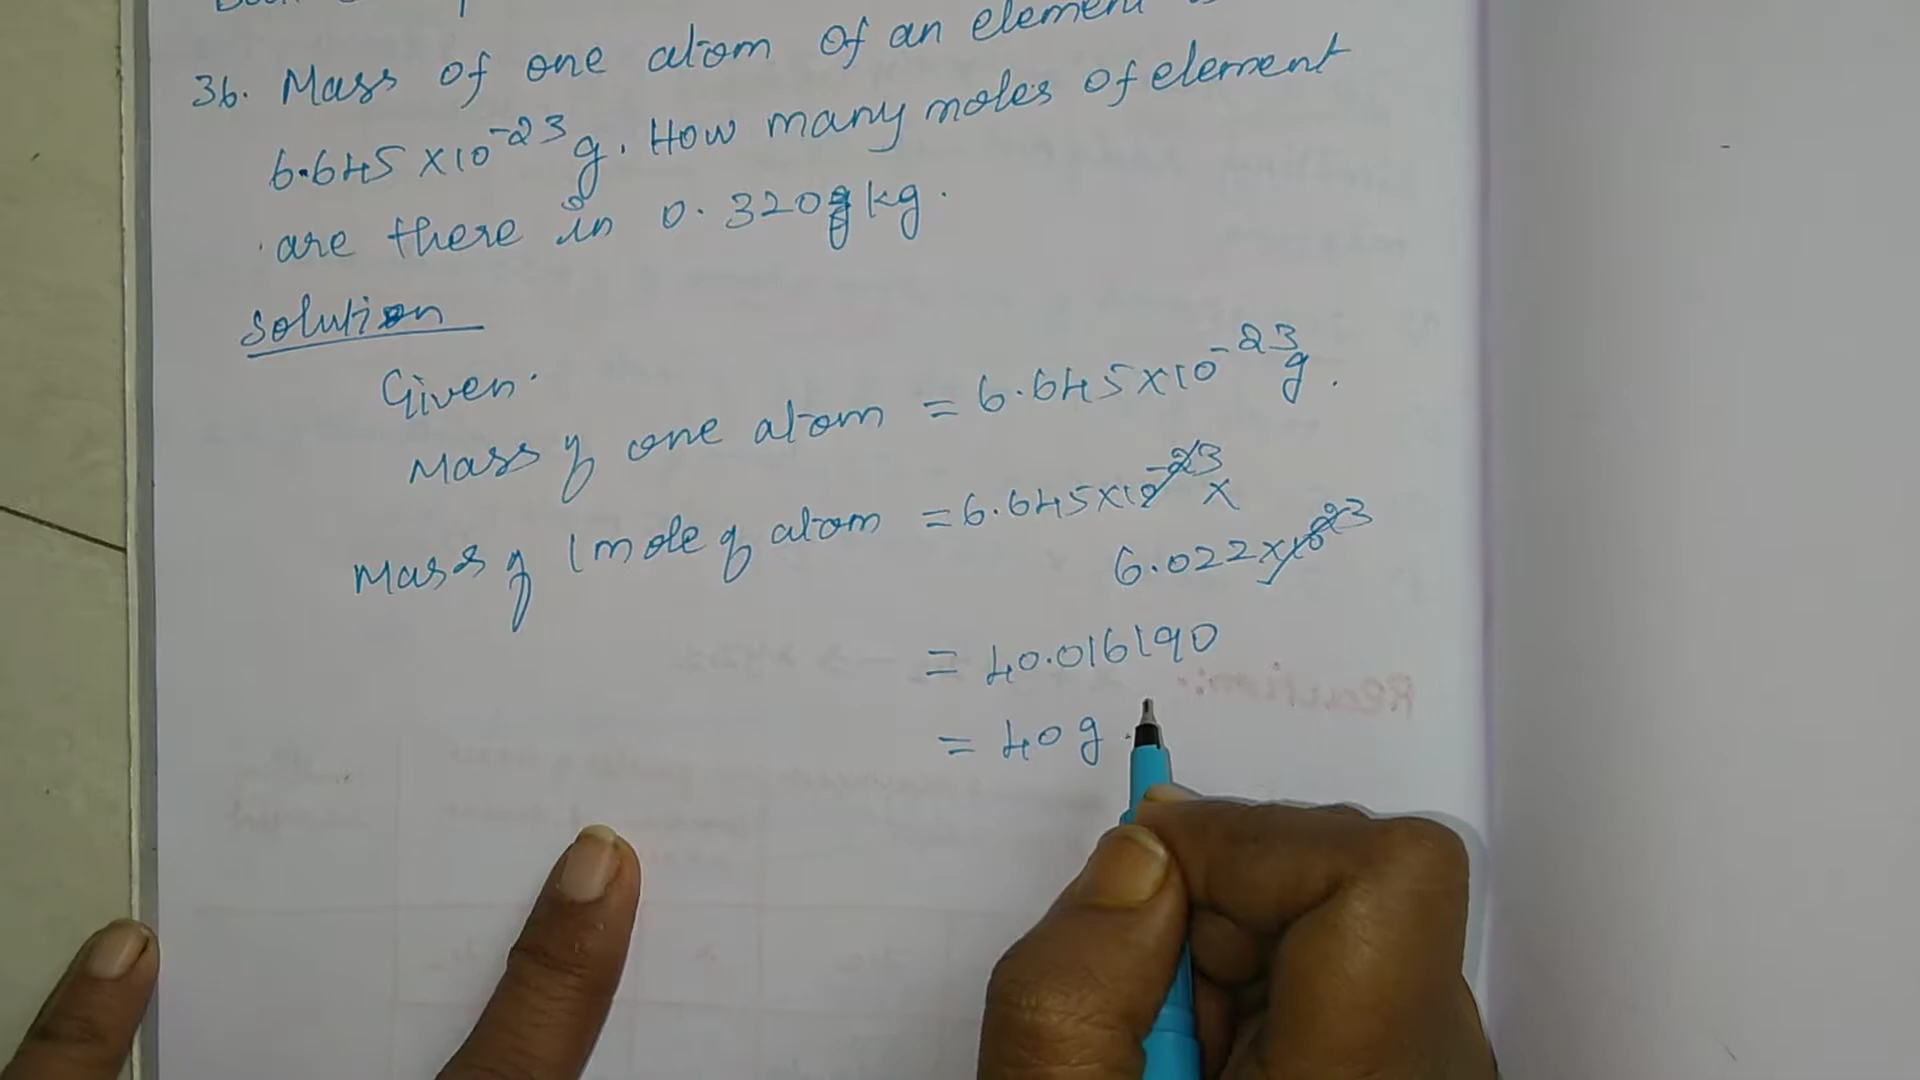 36. Mass of one atom of an element
6.645 x 10⁻²³ g. How many moles of element
are there in 0.320 kg.
Solution
Given.
Mass of one atom = 6.645 x 10⁻²³ g.
Mass of 1 mole of atom = 6.645 x 10⁻²³ x
6.022 x 10²³
= 40.016190
= 40 g.
Reaction:-